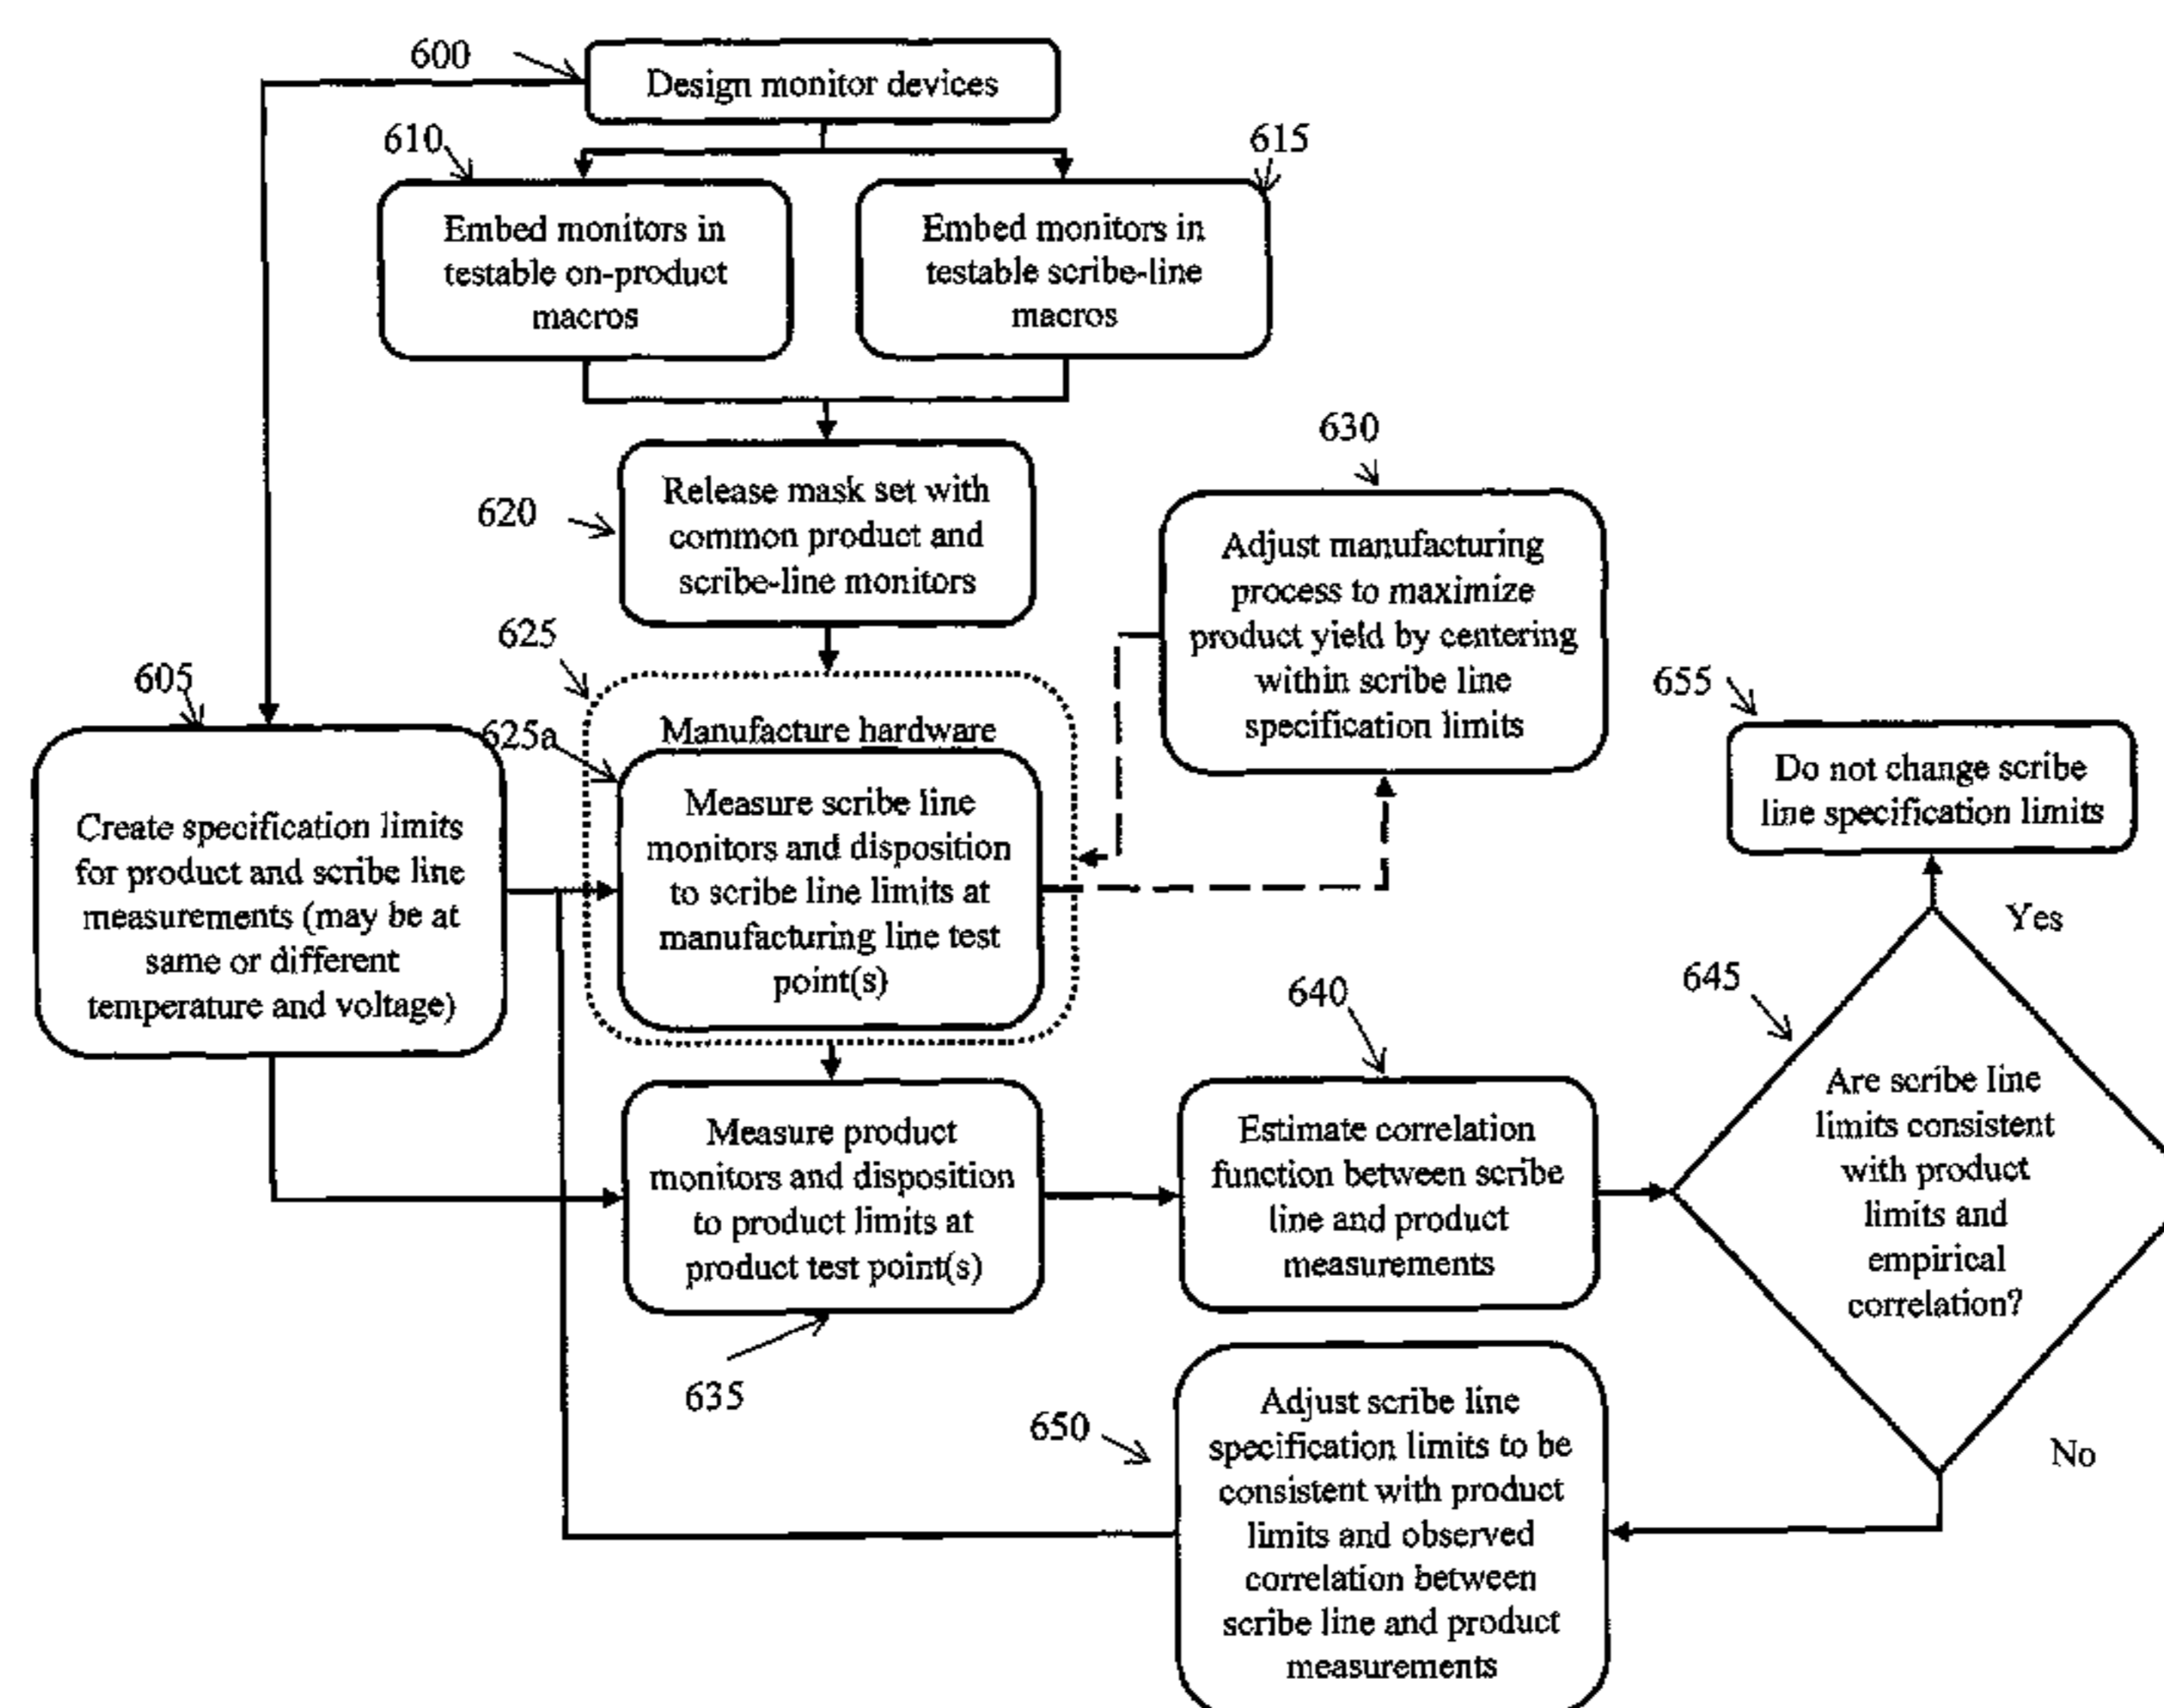 600
Design monitor devices
610
615
Embed monitors in
testable on-product
macros
Embed monitors in
testable scribe-line
macros
620
Release mask set with
common product and
scribe-line monitors
630
Adjust manufacturing
process to maximize
product yield by centering
within scribe line
specification limits
605
Create specification limits
for product and scribe line
measurements (may be at
same or different
temperature and voltage)
625
Manufacture hardware
625a
Measure scribe line
monitors and disposition
to scribe line limits at
manufacturing line test
point(s)
655
Do not change scribe
line specification limits
Yes
635
Measure product
monitors and disposition
to product limits at
product test point(s)
640
Estimate correlation
function between scribe
line and product
measurements
645
Are scribe line
limits consistent
with product
limits and
empirical
correlation?
No
650
Adjust scribe line
specification limits to be
consistent with product
limits and observed
correlation between
scribe line and product
measurements